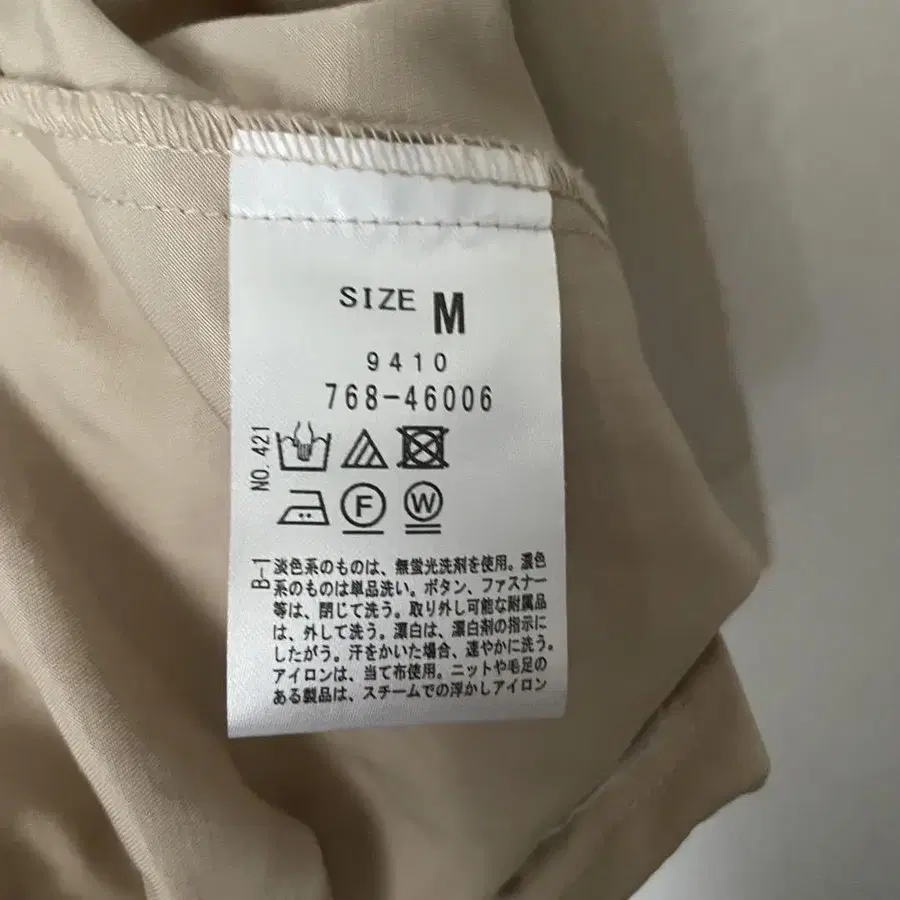 SIZE M
9410
768-46006
NO. 421
F W
B-1
淡色系のものは、無蛍光洗剤を使用。濃色
系のものは単品洗い。ボタン、ファスナー
等は、閉じて洗う。取り外し可能な附属品
は、外して洗う。漂白は、漂白剤の指示に
したがう。汗をかいた場合、速やかに洗う。
アイロンは、当て布使用。ニットや毛足の
ある製品は、スチームでの浮かしアイロン